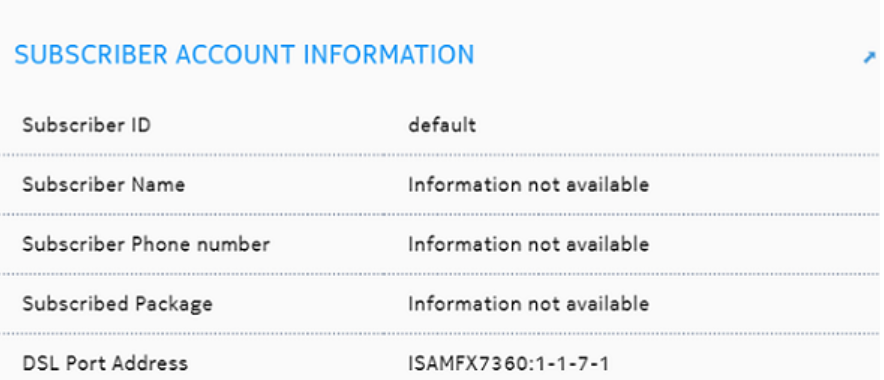 SUBSCRIBER ACCOUNT INFORMATION
Subscriber ID default
Subscriber Name Information not available
Subscriber Phone number Information not available
Subscribed Package Information not available
DSL Port Address ISAMFX7360:1-1-7-1